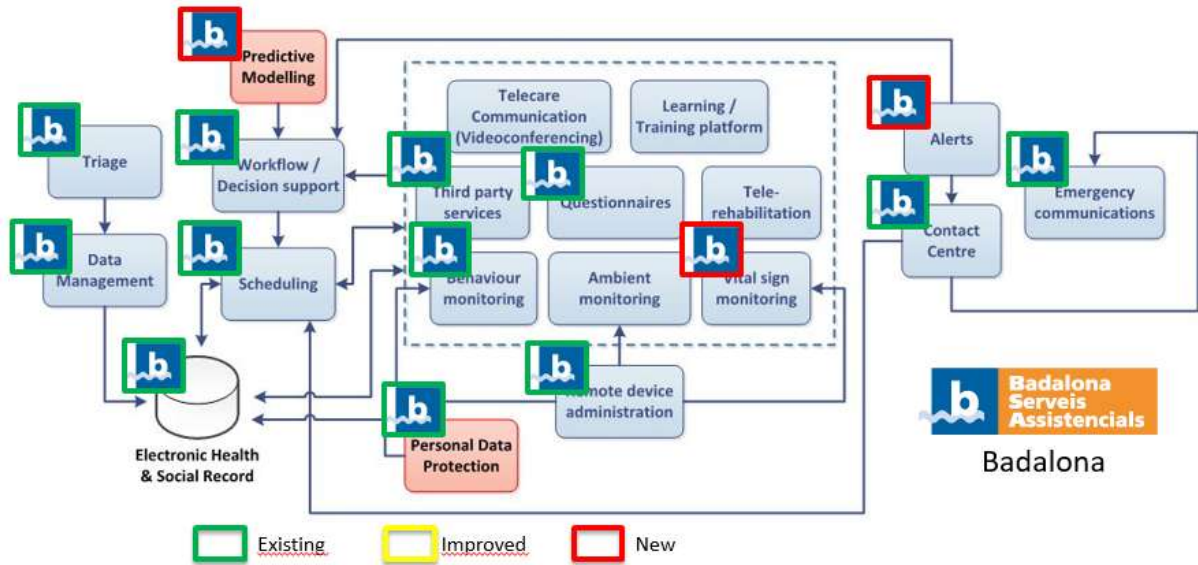 Predictive
Modelling
Telecare
Communication
(Videoconferencing)
Learning /
Training platform
Alerts
Triage
Workflow /
Decision support
Third party
services
Questionnaires
Tele-
rehabilitation
Emergency
communications
Contact
Centre
Data
Management
Scheduling
Behaviour
monitoring
Ambient
monitoring
Vital sign
monitoring
Remote device
administration
Electronic Health
& Social Record
Personal Data
Protection
b
Badalona
Serveis
Assistencials
Badalona
Existing
Improved
New